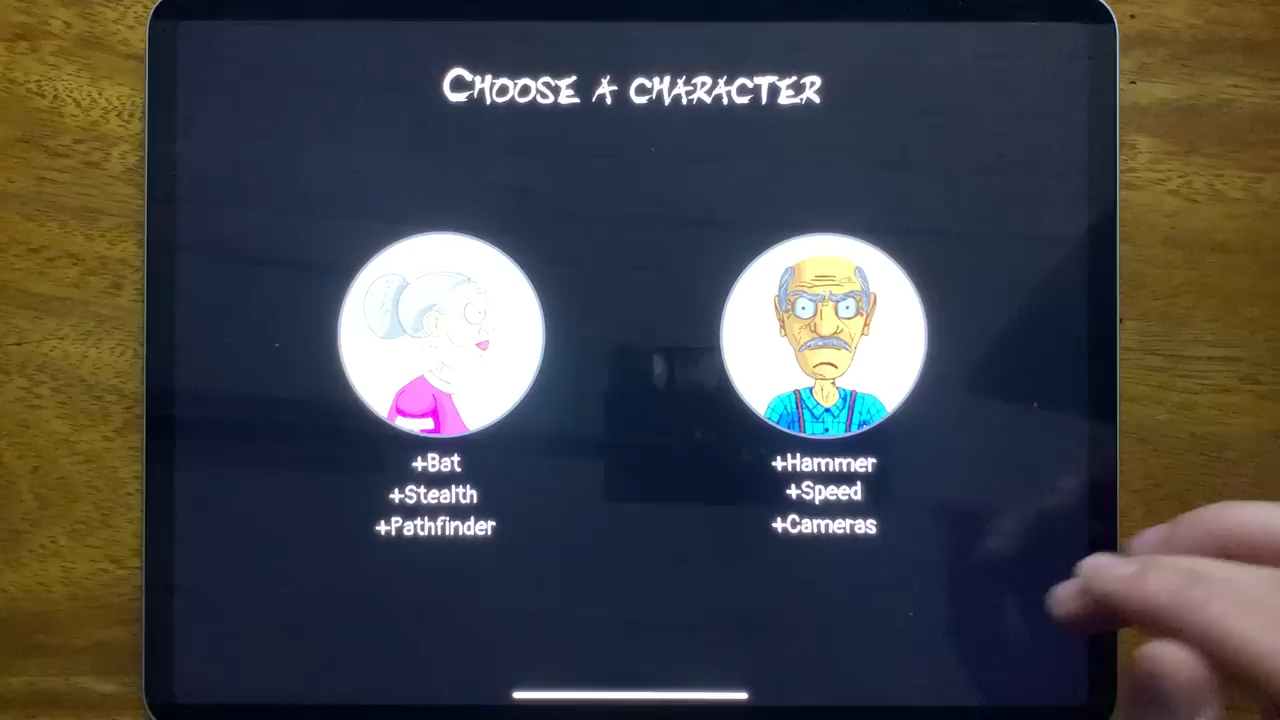 CHOOSE A CHARACTER
+Bat
+Stealth
+Pathfinder
+Hammer
+Speed
+Cameras